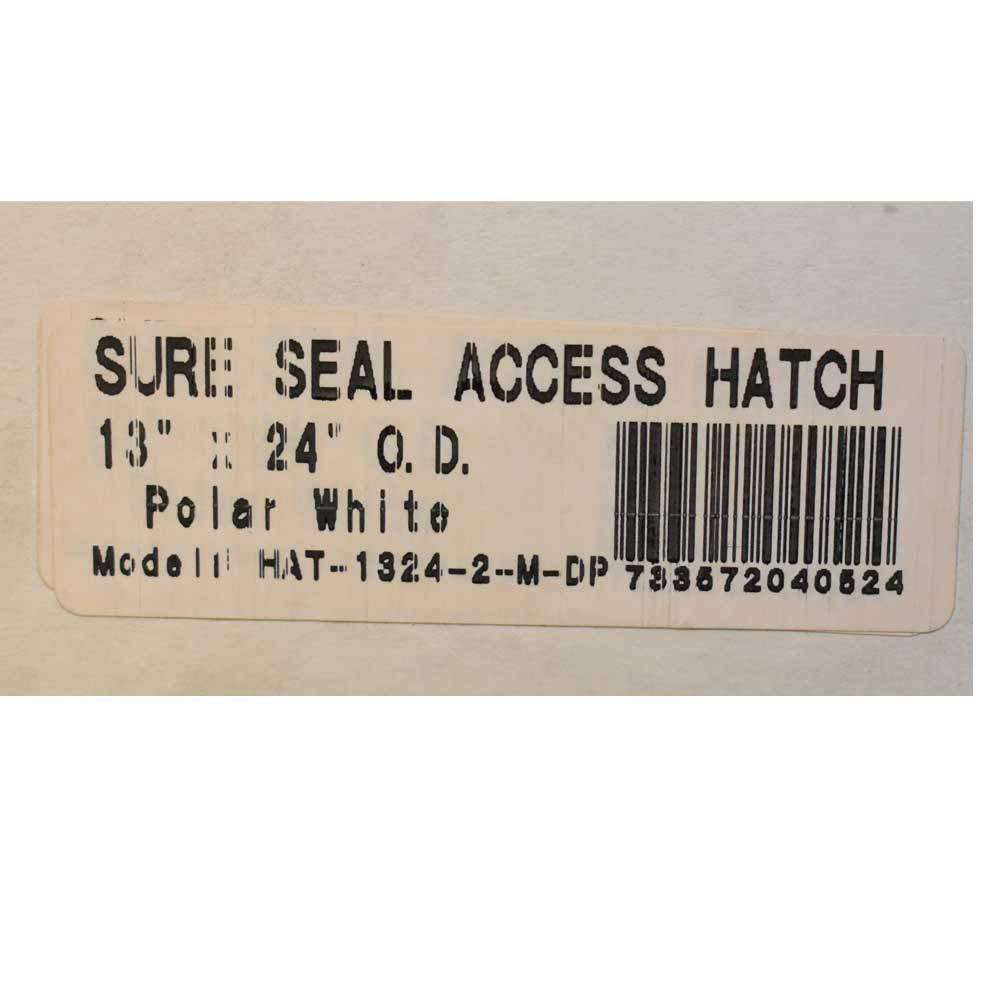 SURE SEAL ACCESS HATCH
13" x 24" O.D.
Polar White
Model: HAT-1324-2-M-DP 733572040524